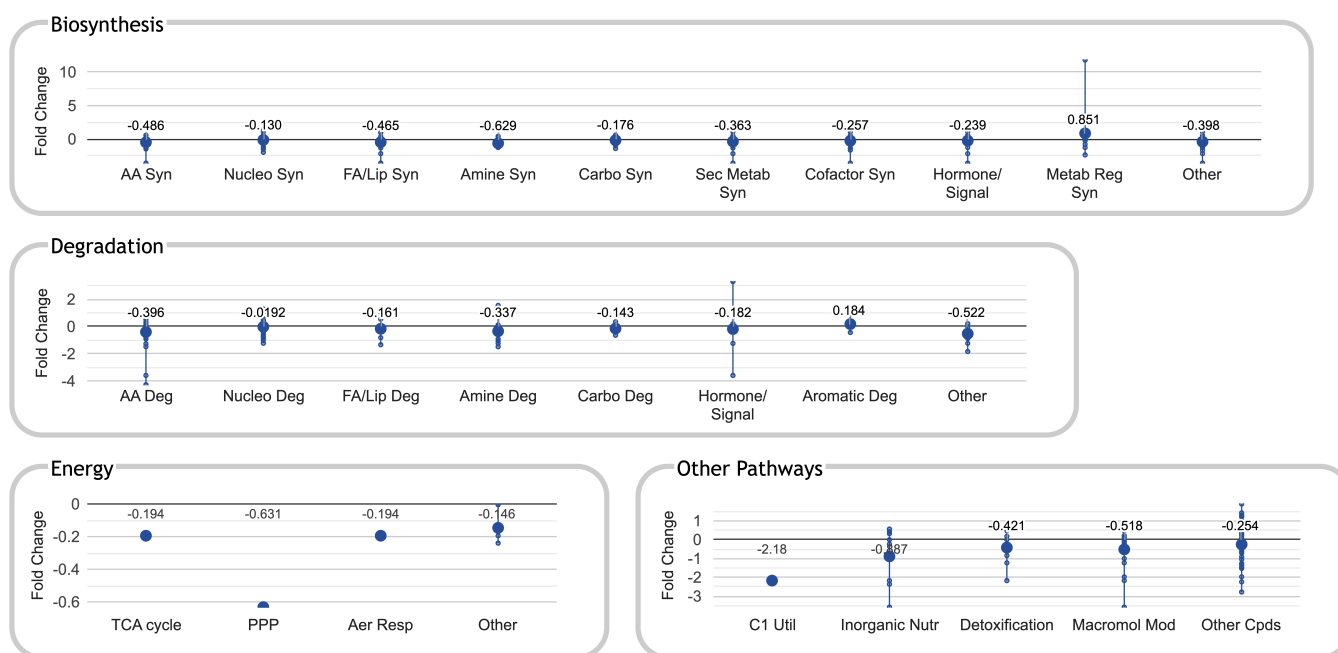 Biosynthesis
Fold Change
10
5
0
-0.486 -0.130 -0.465 -0.629 -0.176 -0.363 -0.257 -0.239 0.851 -0.398
AA Syn Nucleo Syn FA/Lip Syn Amine Syn Carbo Syn Sec Metab Cofactor Syn Hormone/ Metab Reg Other
Syn Signal Syn
Degradation
Fold Change
2
0
-2
-4
-0.396 -0.0192 -0.161 -0.337 -0.143 -0.182 0.184 -0.522
AA Deg Nucleo Deg FA/Lip Deg Amine Deg Carbo Deg Hormone/ Aromatic Deg Other
Signal
Energy
Fold Change
0
-0.2
-0.4
-0.6
-0.194 -0.631 -0.194 -0.146
TCA cycle PPP Aer Resp Other
Other Pathways
Fold Change
1
0
-1
-2
-3
-2.18 -0.887 -0.421 -0.518 -0.254
C1 Util Inorganic Nutr Detoxification Macromol Mod Other Cpds